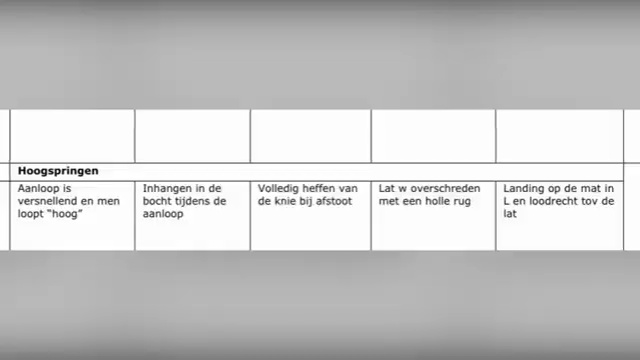 Hoogspringen
Aanloop is
versnellend en men
loopt “hoog”
Inhangen in de
bocht tijdens de
aanloop
Volledig heffen van
de knie bij afstoot
Lat w overschreden
met een holle rug
Landing op de mat in
L en loodrecht tov de
lat